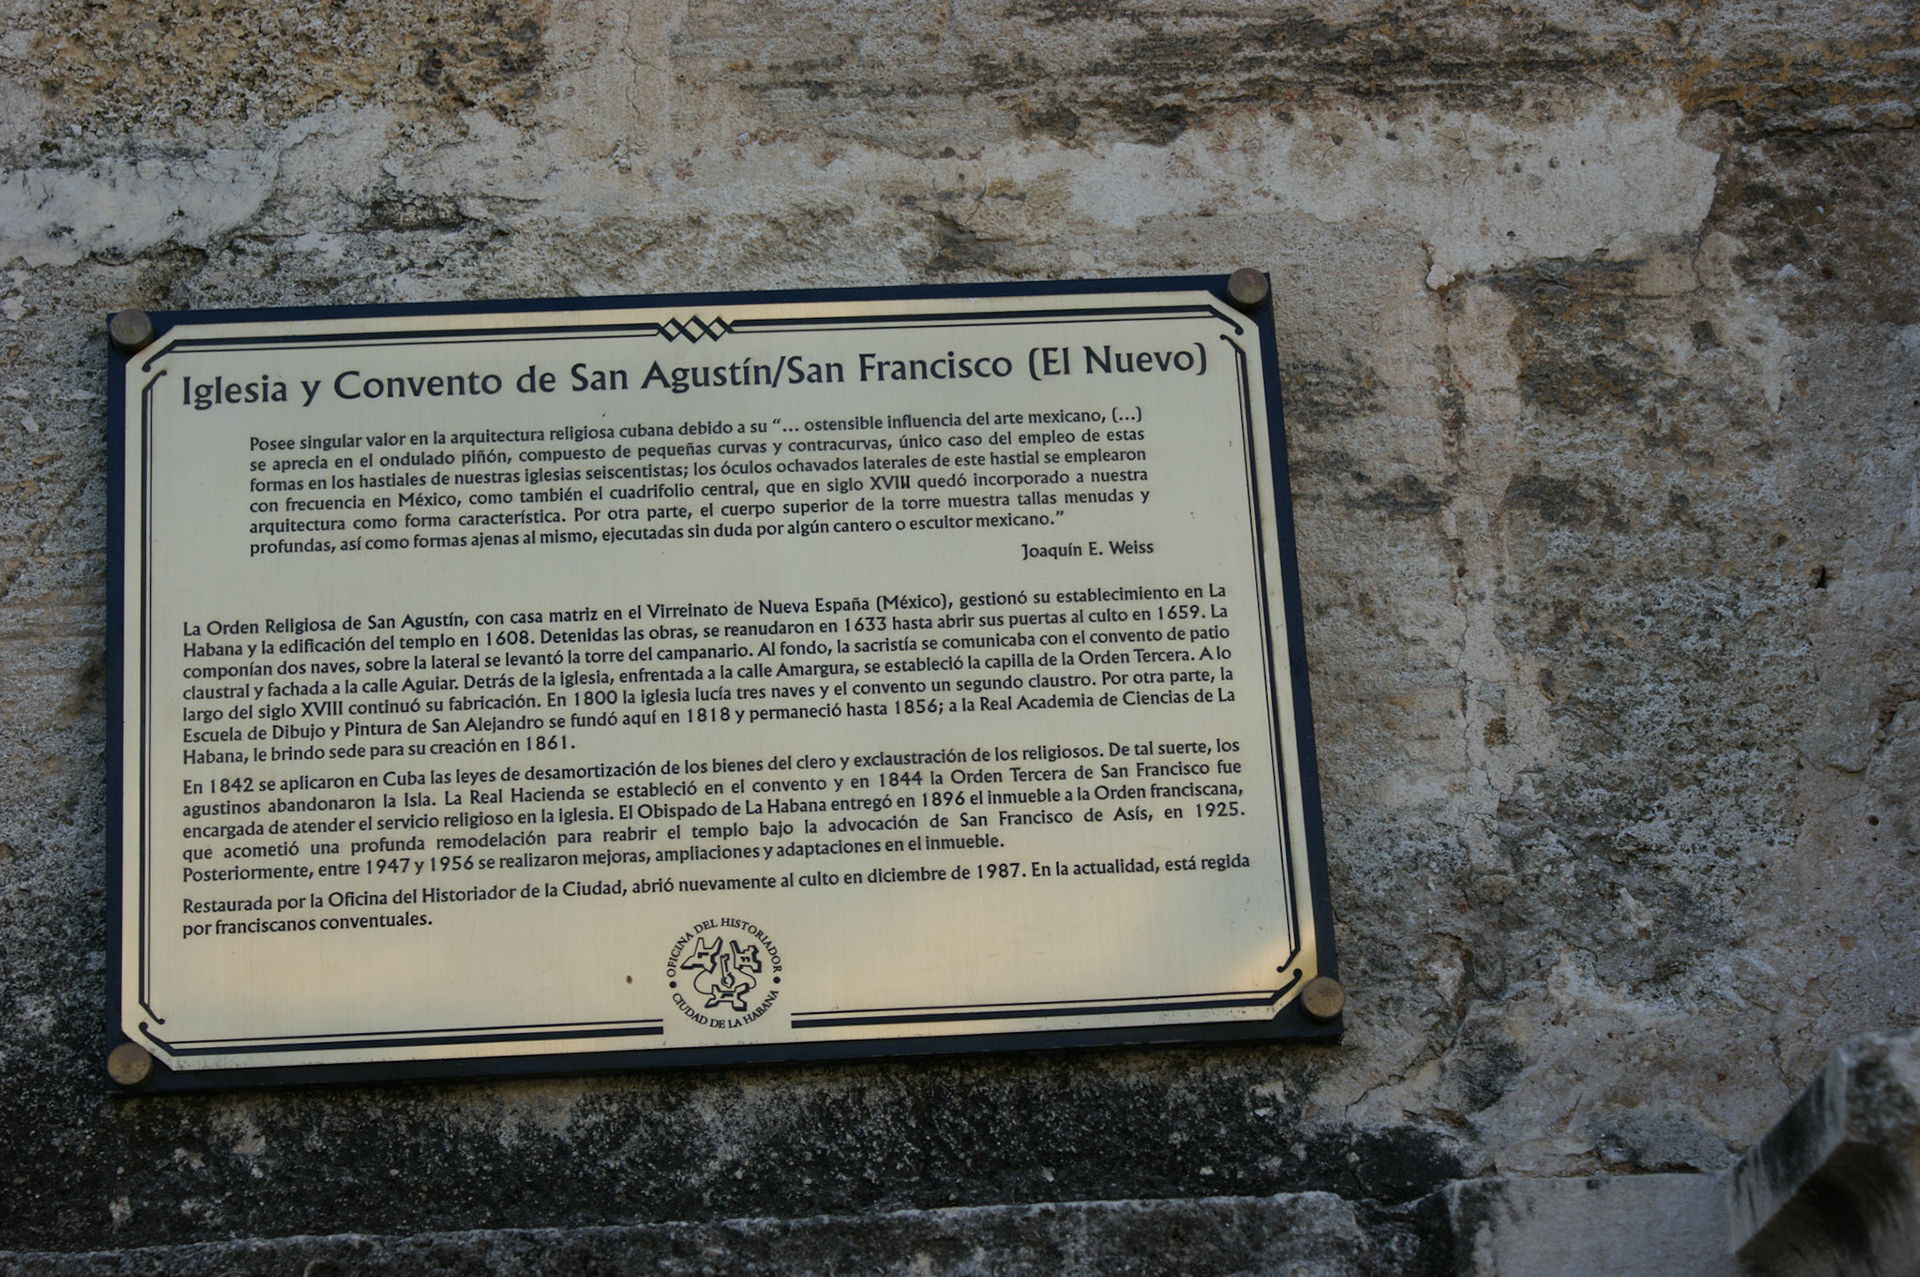 Iglesia y Convento de San Agustín/San Francisco (El Nuevo)
Posee singular valor en la arquitectura religiosa cubana debido a su “... ostensible influencia del arte mexicano, (...)
se aprecia en el ondulado piñón, compuesto de pequeñas curvas y contracurvas, único caso del empleo de estas
formas en los hastiales de nuestras iglesias seiscentistas; los óculos ochavados laterales de este hastial se emplearon
con frecuencia en México, como también el cuadrifolio central, que en siglo XVIII quedó incorporado a nuestra
arquitectura como forma característica. Por otra parte, el cuerpo superior de la torre muestra tallas menudas y
profundas, así como formas ajenas al mismo, ejecutadas sin duda por algún cantero o escultor mexicano.”
Joaquín E. Weiss
La Orden Religiosa de San Agustín, con casa matriz en el Virreinato de Nueva España (México), gestionó su establecimiento en La
Habana y la edificación del templo en 1608. Detenidas las obras, se reanudaron en 1633 hasta abrir sus puertas al culto en 1659. La
componían dos naves, sobre la lateral se levantó la torre del campanario. Al fondo, la sacristía se comunicaba con el convento de patio
claustral y fachada a la calle Aguiar. Detrás de la iglesia, enfrentada a la calle Amargura, se estableció la capilla de la Orden Tercera. A lo
largo del siglo XVIII continuó su fabricación. En 1800 la iglesia lucía tres naves y el convento un segundo claustro. Por otra parte, la
Escuela de Dibujo y Pintura de San Alejandro se fundó aquí en 1818 y permaneció hasta 1856; a la Real Academia de Ciencias de La
Habana, le brindo sede para su creación en 1861.
En 1842 se aplicaron en Cuba las leyes de desamortización de los bienes del clero y exclaustración de los religiosos. De tal suerte, los
agustinos abandonaron la Isla. La Real Hacienda se estableció en el convento y en 1844 la Orden Tercera de San Francisco fue
encargada de atender el servicio religioso en la iglesia. El Obispado de La Habana entregó en 1896 el inmueble a la Orden franciscana,
que acometió una profunda remodelación para reabrir el templo bajo la advocación de San Francisco de Asís, en 1925.
Posteriormente, entre 1947 y 1956 se realizaron mejoras, ampliaciones y adaptaciones en el inmueble.
Restaurada por la Oficina del Historiador de la Ciudad, abrió nuevamente al culto en diciembre de 1987. En la actualidad, está regida
por franciscanos conventuales.
OFICINA DEL HISTORIADOR
CIUDAD DE LA HABANA